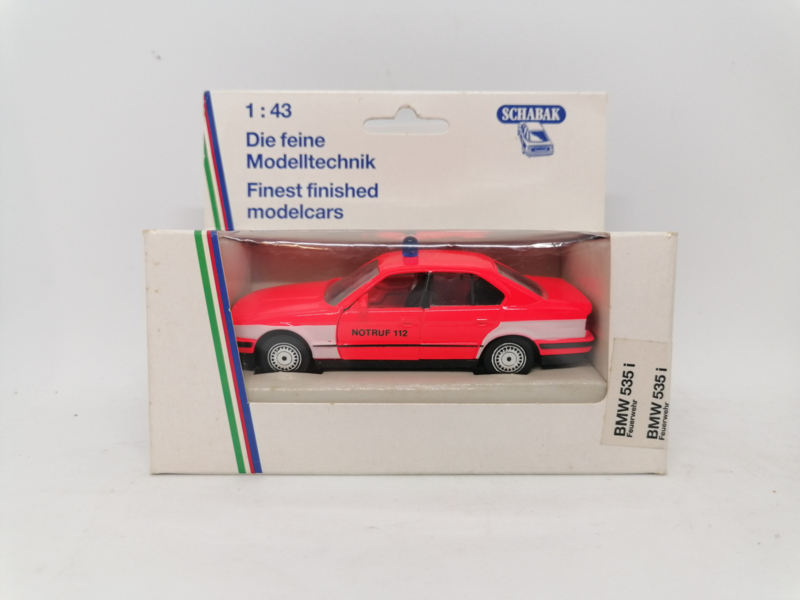 1 : 43
SCHABAK
Die feine
Modelltechnik
Finest finished
modelcars
NOTRUF 112
BMW 535 i
Feuerwehr
BMW 535 i
Feuerwehr